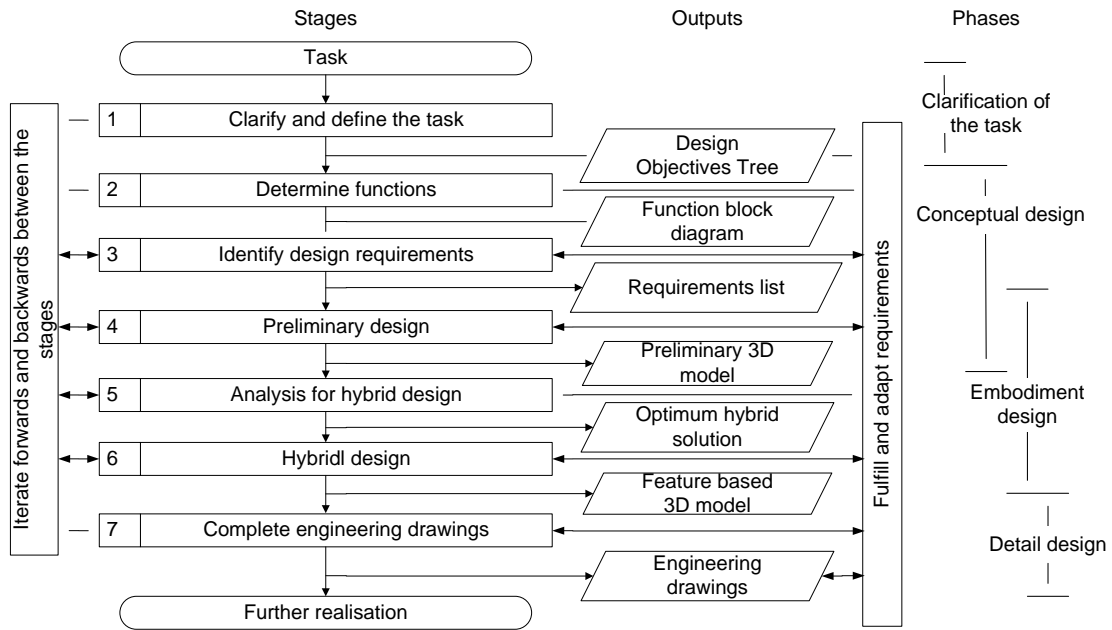 Stages
Outputs
Phases
Task
1
Clarify and define the task
Design
Objectives Tree
2
Determine functions
Function block
diagram
3
Identify design requirements
Requirements list
4
Preliminary design
Preliminary 3D
model
5
Analysis for hybrid design
Optimum hybrid
solution
6
Hybridl design
Feature based
3D model
7
Complete engineering drawings
Engineering
drawings
Further realisation
Iterate forwards and backwards between the
stages
Fulfill and adapt requirements
Clarification of
the task
Conceptual design
Embodiment
design
Detail design